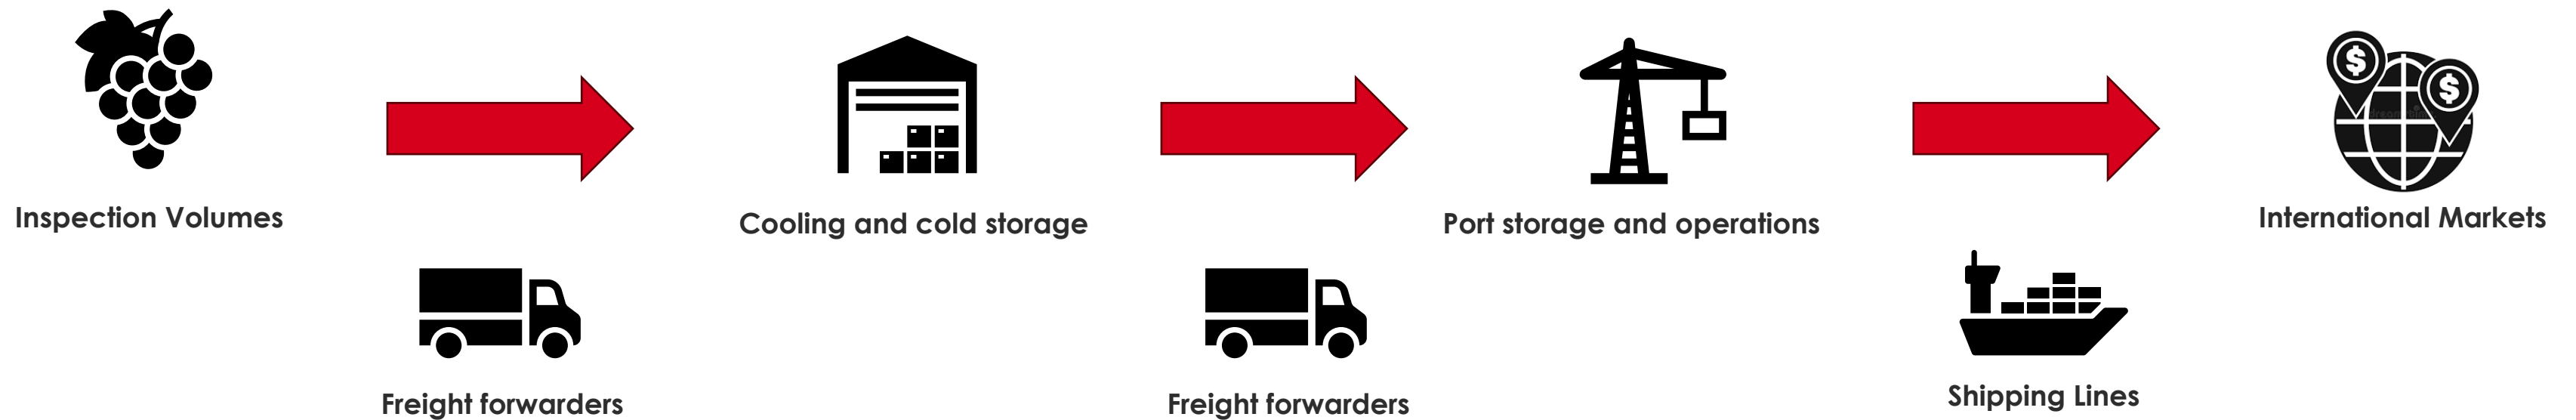 Inspection Volumes
Cooling and cold storage
Port storage and operations
International Markets
Freight forwarders
Freight forwarders
Shipping Lines
$
$